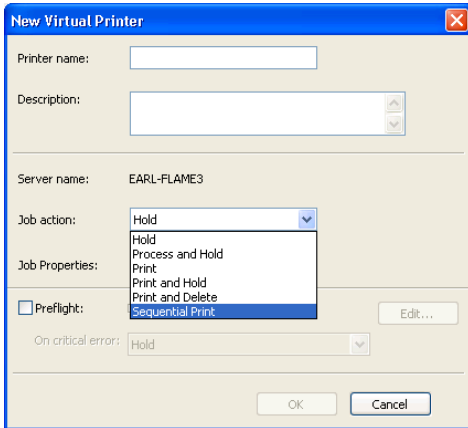 New Virtual Printer
Printer name:
Description:
Server name: EARL-FLAME3
Job action: Hold
Hold
Process and Hold
Print
Print and Hold
Print and Delete
Sequential Print
Job Properties:
Preflight:
Edit...
On critical error: Hold
OK Cancel